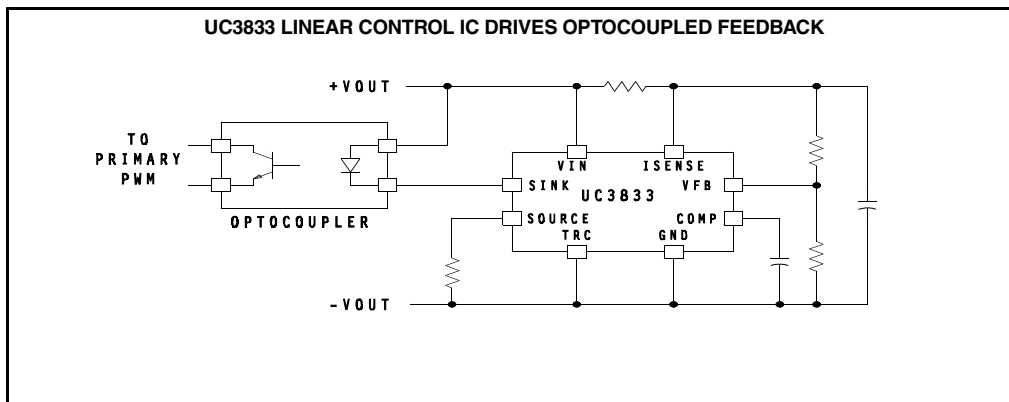 UC3833 LINEAR CONTROL IC DRIVES OPTOCOUPLED FEEDBACK
+VOUT
TO
PRIMARY
PWM
OPTOCOUPLER
VIN
ISENSE
SINK
VFB
UC3833
SOURCE
COMP
TRC
GND
-VOUT